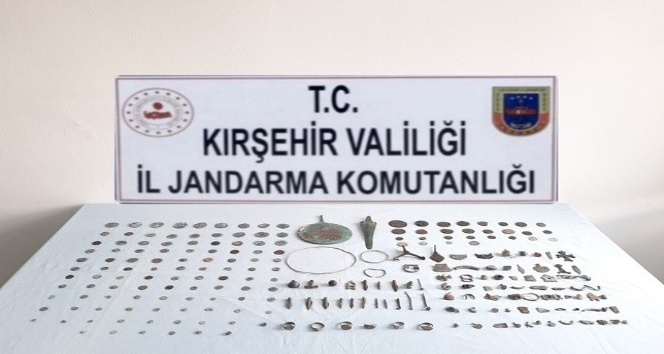 T.C.
KIRŞEHİR VALİLİĞİ
İL JANDARMA KOMUTANLIĞI